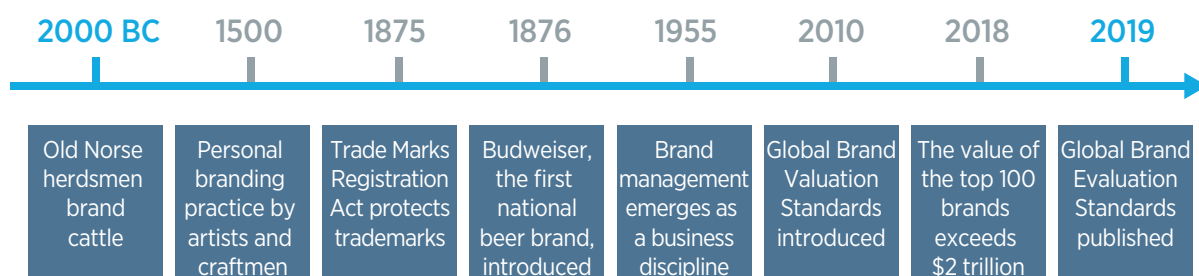 2000 BC
1500
1875
1876
1955
2010
2018
2019
Old Norse
herdsmen
brand
cattle
Personal
branding
practice by
artists and
craftmen
Trade Marks
Registration
Act protects
trademarks
Budweiser,
the first
national
beer brand,
introduced
Brand
management
emerges as
a business
discipline
Global Brand
Valuation
Standards
introduced
The value of
the top 100
brands
exceeds
$2 trillion
Global Brand
Evaluation
Standards
published